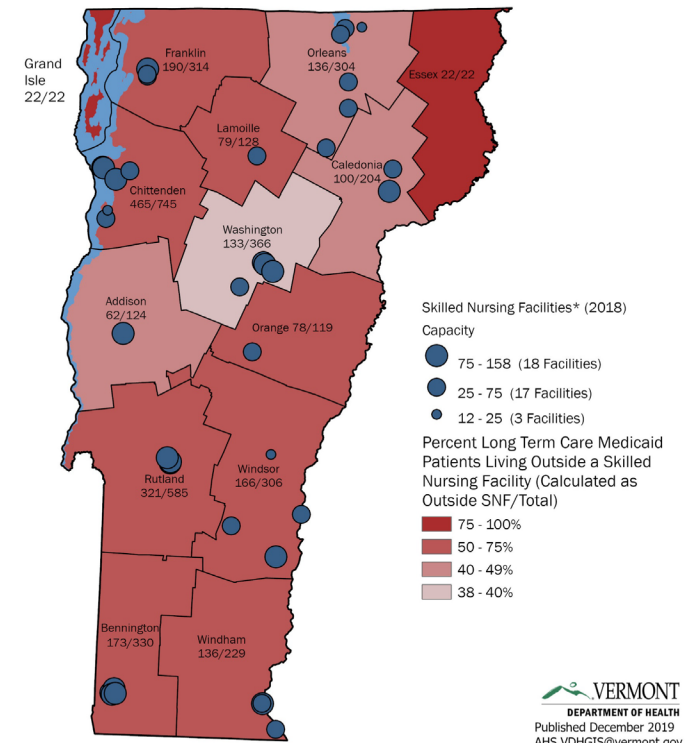 Grand
Isle
22/22
Franklin
190/314
Orleans
136/304
Essex 22/22
Lamoille
79/128
Caledonia
100/204
Chittenden
465/745
Washington
133/366
Addison
62/124
Orange 78/119
Rutland
321/585
Windsor
166/306
Bennington
173/330
Windham
136/229
Skilled Nursing Facilities* (2018)
Capacity
75 - 158 (18 Facilities)
25 - 75 (17 Facilities)
12 - 25 (3 Facilities)
Percent Long Term Care Medicaid
Patients Living Outside a Skilled
Nursing Facility (Calculated as
Outside SNF/Total)
75 - 100%
50 - 75%
40 - 49%
38 - 40%
VERMONT
DEPARTMENT OF HEALTH
Published December 2019
AHS.VDHGIS@vermont.gov